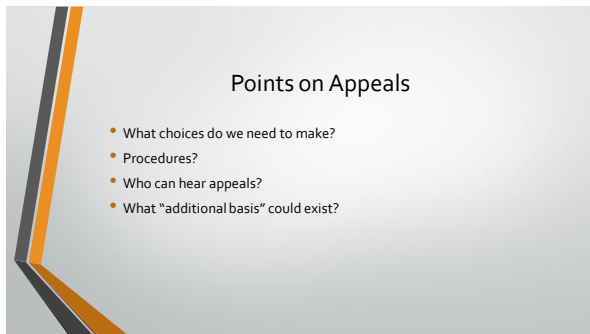 Points on Appeals
What choices do we need to make?
Procedures?
Who can hear appeals?
What “additional basis” could exist?